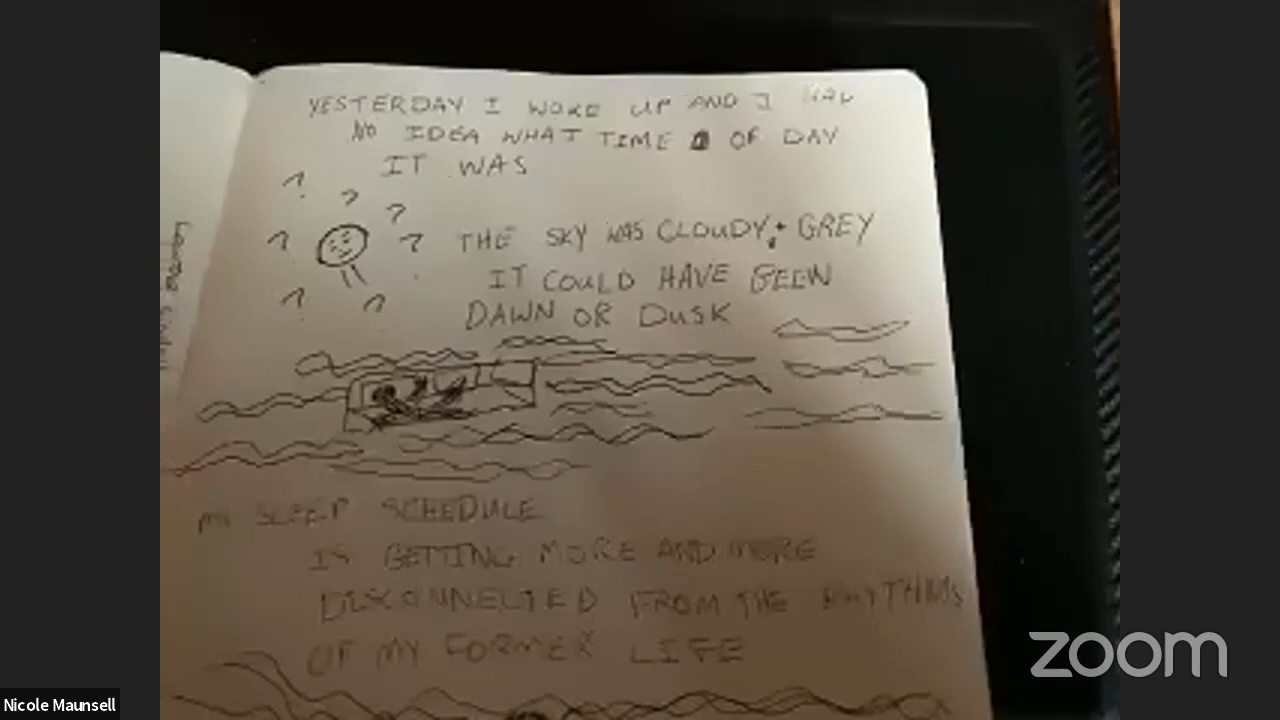 YESTERDAY I WOKE UP AND I HAD
NO IDEA WHAT TIME OF DAY
IT WAS
? ? ? ? ? ? ?
THE SKY WAS CLOUDY + GREY
IT COULD HAVE BEEN
DAWN OR DUSK
MY SLEEP SCHEDULE
IS GETTING MORE AND MORE
DISCONNECTED FROM THE RHYTHMS
OF MY FORMER LIFE
zoom
Nicole Maunsell